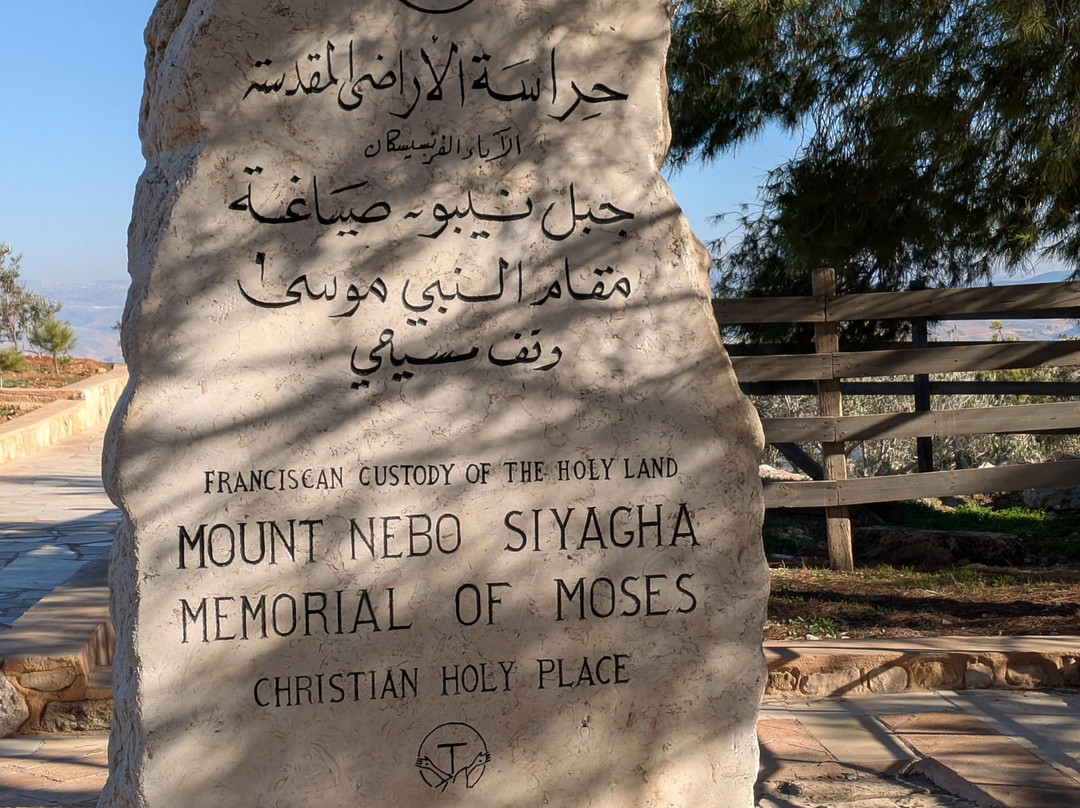 حراسة الأراضي المقدسة
الآباء الفرنسيسكان
جبل نيبو صياغة
مقام النبي موسى
وقف مسيحي
FRANCISCAN CUSTODY OF THE HOLY LAND
MOUNT NEBO SIYAGHA
MEMORIAL OF MOSES
CHRISTIAN HOLY PLACE